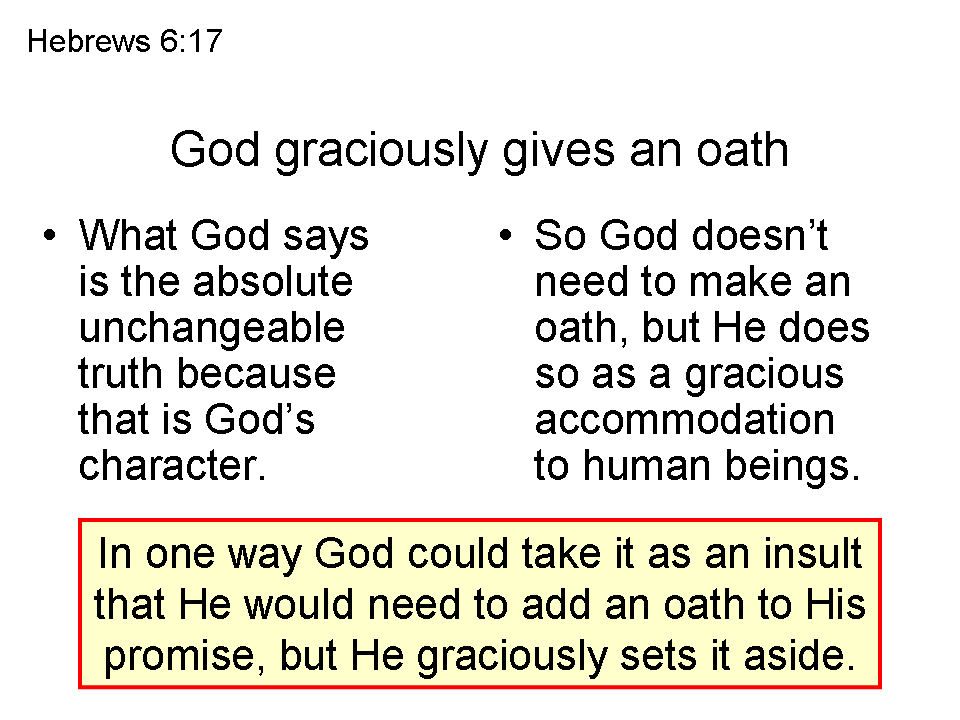 Hebrews 6:17
God graciously gives an oath
• What God says
is the absolute
unchangeable
truth because
that is God’s
character.
• So God doesn’t
need to make an
oath, but He does
so as a gracious
accommodation
to human beings.
In one way God could take it as an insult
that He would need to add an oath to His
promise, but He graciously sets it aside.